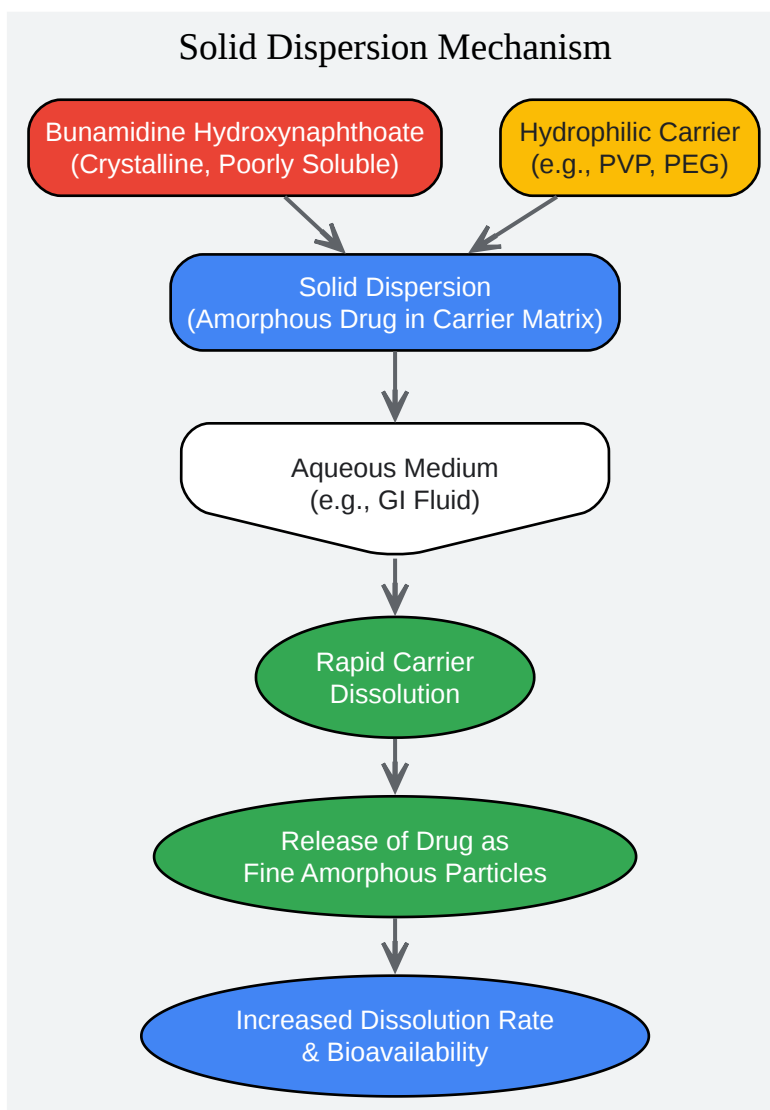 Solid Dispersion Mechanism
Bunamidine Hydroxynaphthoate
(Crystalline, Poorly Soluble)
Hydrophilic Carrier
(e.g., PVP, PEG)
Solid Dispersion
(Amorphous Drug in Carrier Matrix)
Aqueous Medium
(e.g., GI Fluid)
Rapid Carrier
Dissolution
Release of Drug as
Fine Amorphous Particles
Increased Dissolution Rate
& Bioavailability